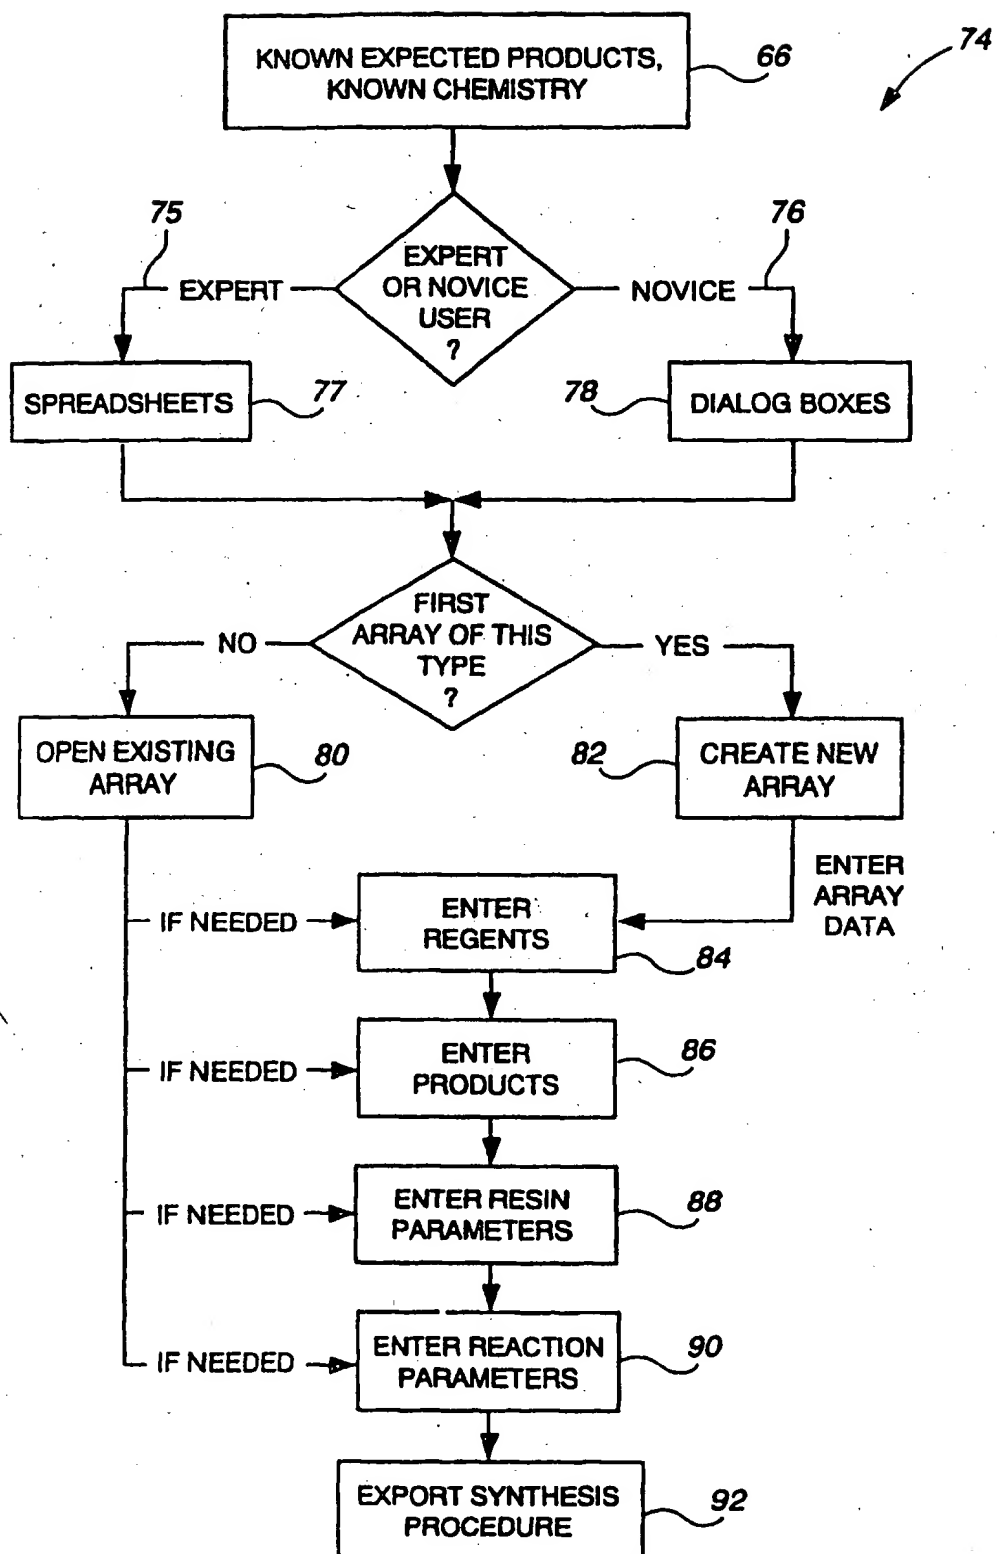 KNOWN EXPECTED PRODUCTS,
KNOWN CHEMISTRY
66
74
75
76
EXPERT
OR NOVICE
USER
?
EXPERT
NOVICE
SPREADSHEETS
77
78
DIALOG BOXES
FIRST
ARRAY OF THIS
TYPE
?
NO
YES
OPEN EXISTING
ARRAY
80
82
CREATE NEW
ARRAY
ENTER
ARRAY
DATA
IF NEEDED
ENTER
REGENTS
84
IF NEEDED
ENTER
PRODUCTS
86
IF NEEDED
ENTER RESIN
PARAMETERS
88
IF NEEDED
ENTER REACTION
PARAMETERS
90
EXPORT SYNTHESIS
PROCEDURE
92